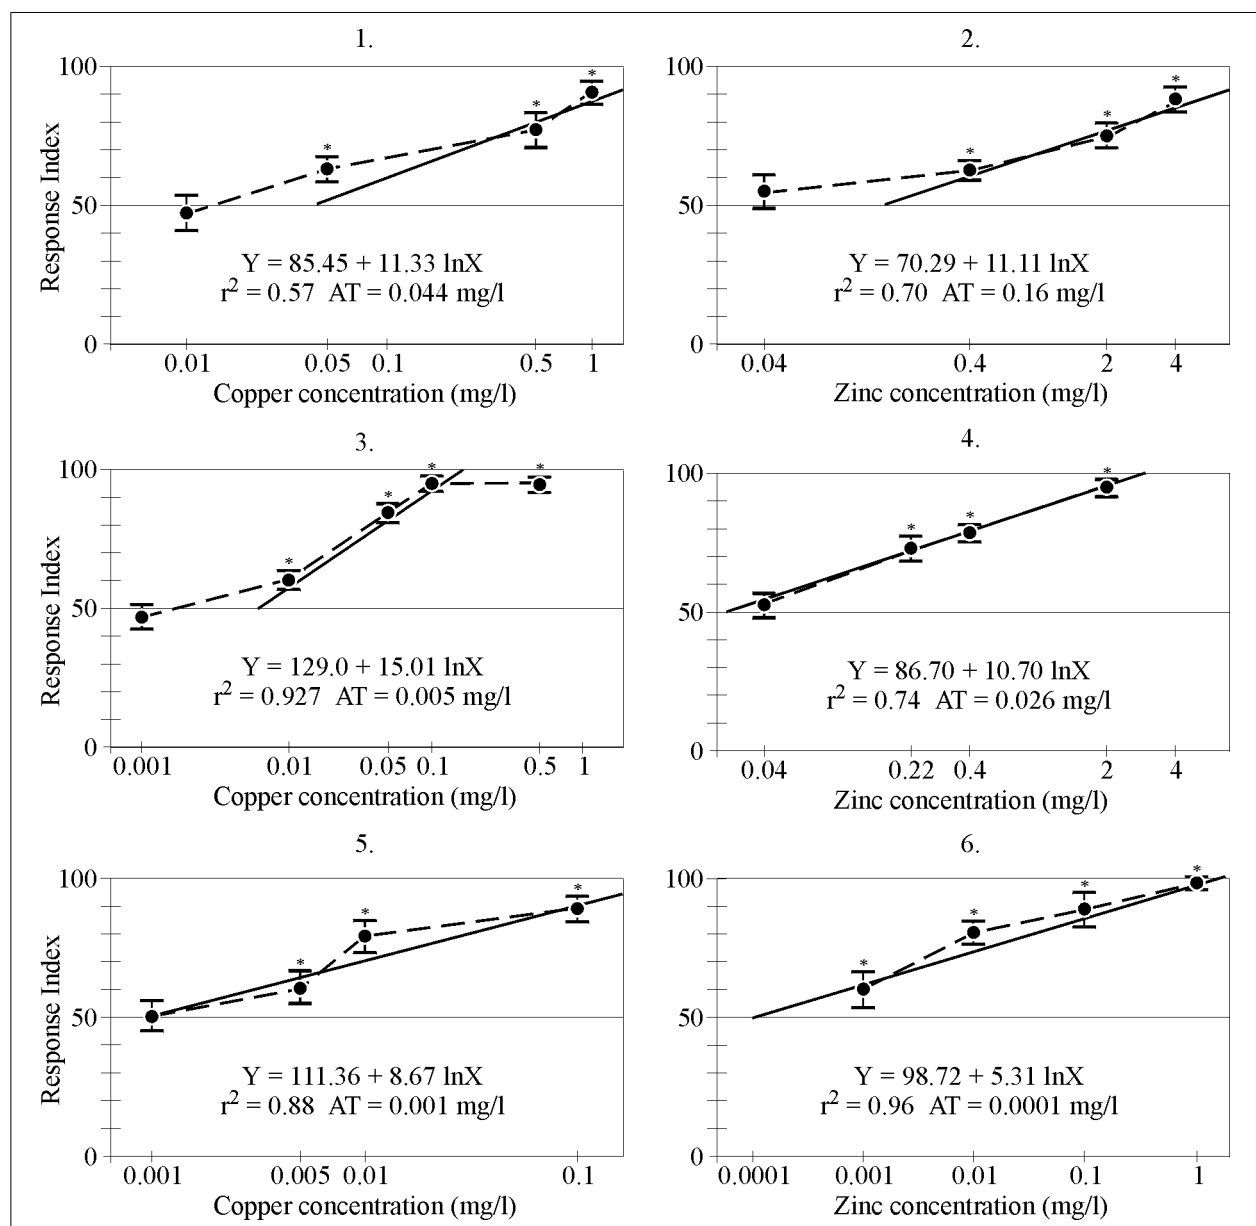 1.
Response Index
100
50
0
*
*
*
Y = 85.45 + 11.33 lnX
r² = 0.57 AT = 0.044 mg/l
0.01 0.05 0.1 0.5 1
Copper concentration (mg/l)
2.
100
50
0
*
*
*
Y = 70.29 + 11.11 lnX
r² = 0.70 AT = 0.16 mg/l
0.04 0.4 2 4
Zinc concentration (mg/l)
3.
Response Index
100
50
0
*
*
*
*
Y = 129.0 + 15.01 lnX
r² = 0.927 AT = 0.005 mg/l
0.001 0.01 0.05 0.1 0.5 1
Copper concentration (mg/l)
4.
100
50
0
*
*
*
Y = 86.70 + 10.70 lnX
r² = 0.74 AT = 0.026 mg/l
0.04 0.22 0.4 2 4
Zinc concentration (mg/l)
5.
Response Index
100
50
0
*
*
*
Y = 111.36 + 8.67 lnX
r² = 0.88 AT = 0.001 mg/l
0.001 0.005 0.01 0.1
Copper concentration (mg/l)
6.
100
50
0
*
*
*
*
Y = 98.72 + 5.31 lnX
r² = 0.96 AT = 0.0001 mg/l
0.0001 0.001 0.01 0.1 1
Zinc concentration (mg/l)